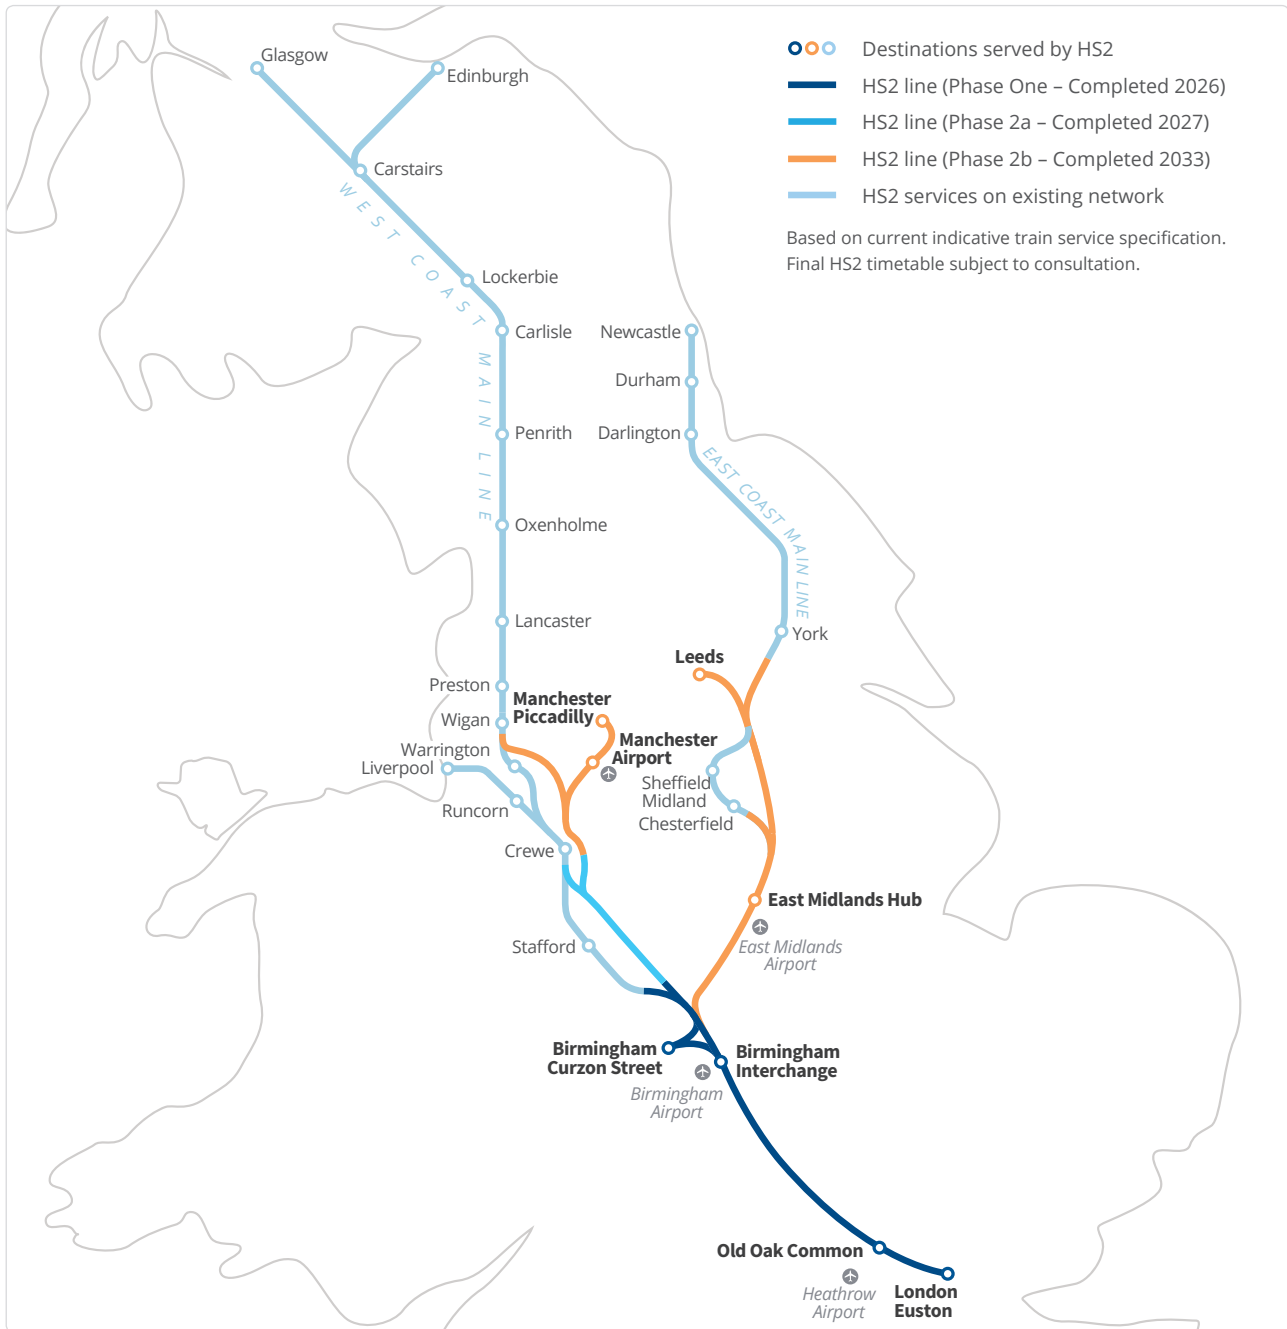 Destinations served by HS2
HS2 line (Phase One – Completed 2026)
HS2 line (Phase 2a – Completed 2027)
HS2 line (Phase 2b – Completed 2033)
HS2 services on existing network
Based on current indicative train service specification.
Final HS2 timetable subject to consultation.
Glasgow
Edinburgh
Carstairs
WEST COAST MAIN LINE
Lockerbie
Carlisle
Newcastle
Durham
Penrith
Darlington
EAST COAST MAIN LINE
Oxenholme
Lancaster
York
Leeds
Preston
Manchester
Piccadilly
Wigan
Manchester
Airport
Warrington
Liverpool
Sheffield
Midland
Runcorn
Chesterfield
Crewe
East Midlands Hub
East Midlands
Airport
Stafford
Birmingham
Curzon Street
Birmingham
Interchange
Birmingham
Airport
Old Oak Common
Heathrow
Airport
London
Euston